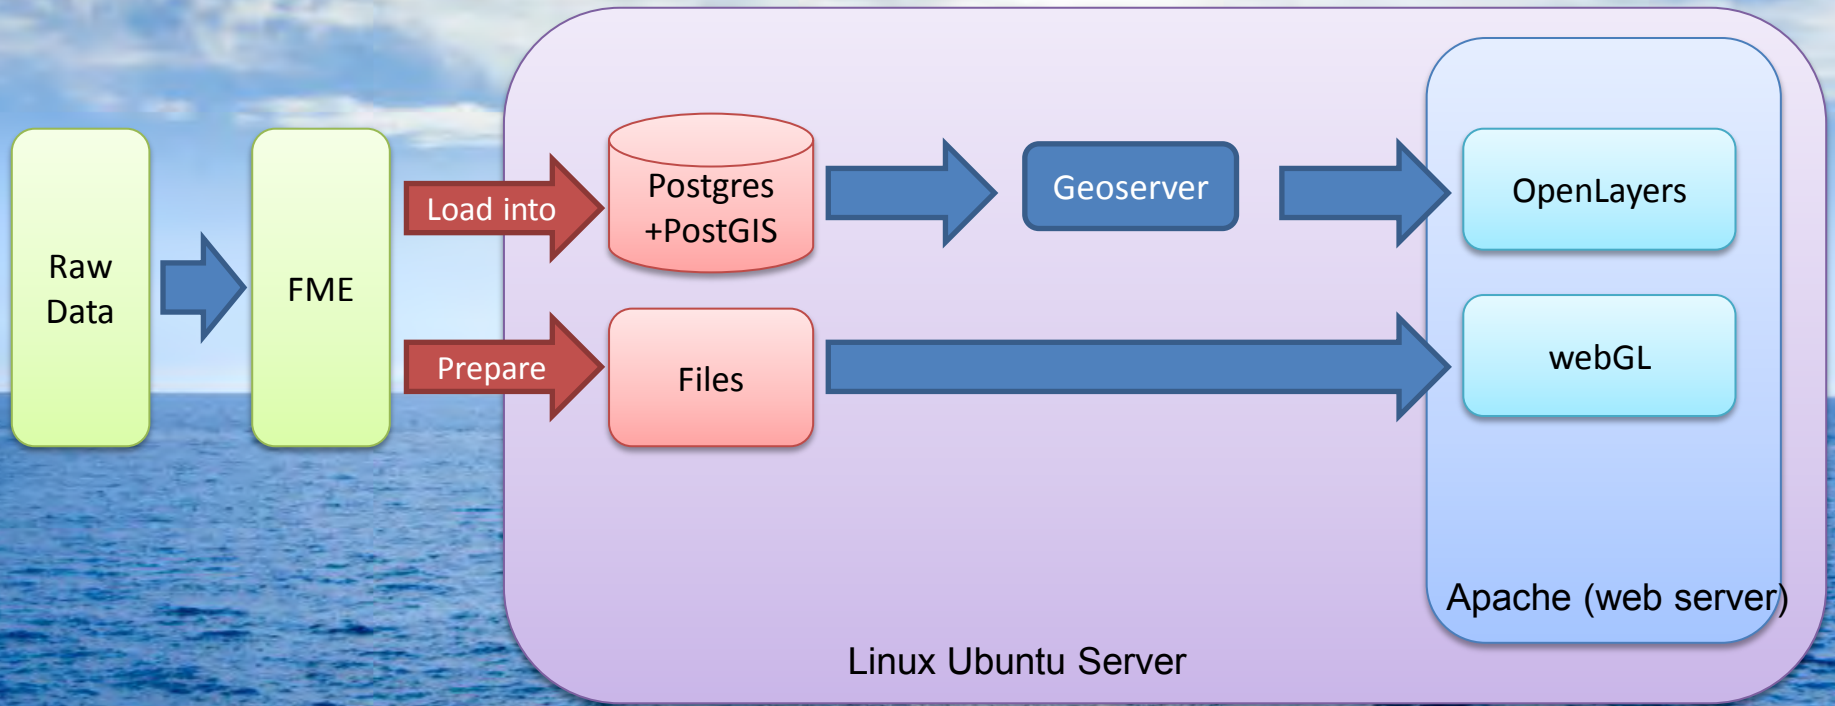 Raw
Data
FME
Load into
Postgres
+PostGIS
Geoserver
OpenLayers
Prepare
Files
webGL
Apache (web server)
Linux Ubuntu Server